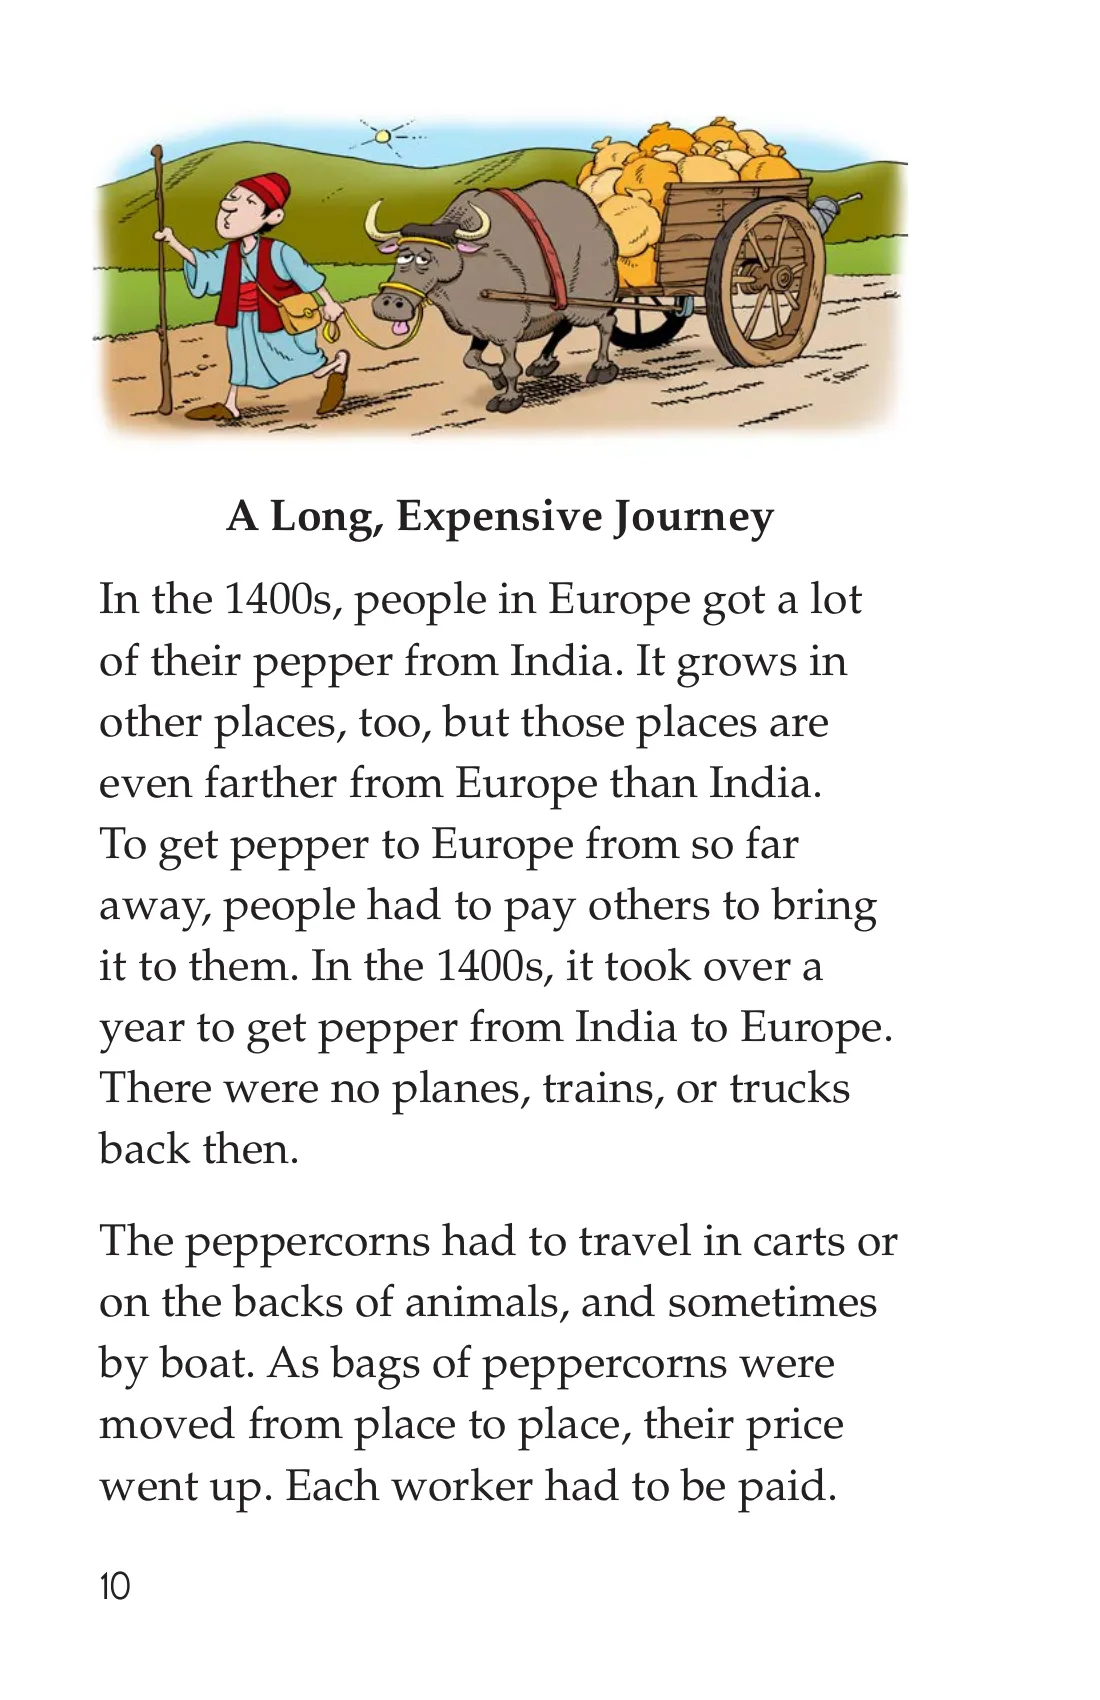 A Long, Expensive Journey
In the 1400s, people in Europe got a lot
of their pepper from India. It grows in
other places, too, but those places are
even farther from Europe than India.
To get pepper to Europe from so far
away, people had to pay others to bring
it to them. In the 1400s, it took over a
year to get pepper from India to Europe.
There were no planes, trains, or trucks
back then.
The peppercorns had to travel in carts or
on the backs of animals, and sometimes
by boat. As bags of peppercorns were
moved from place to place, their price
went up. Each worker had to be paid.
10